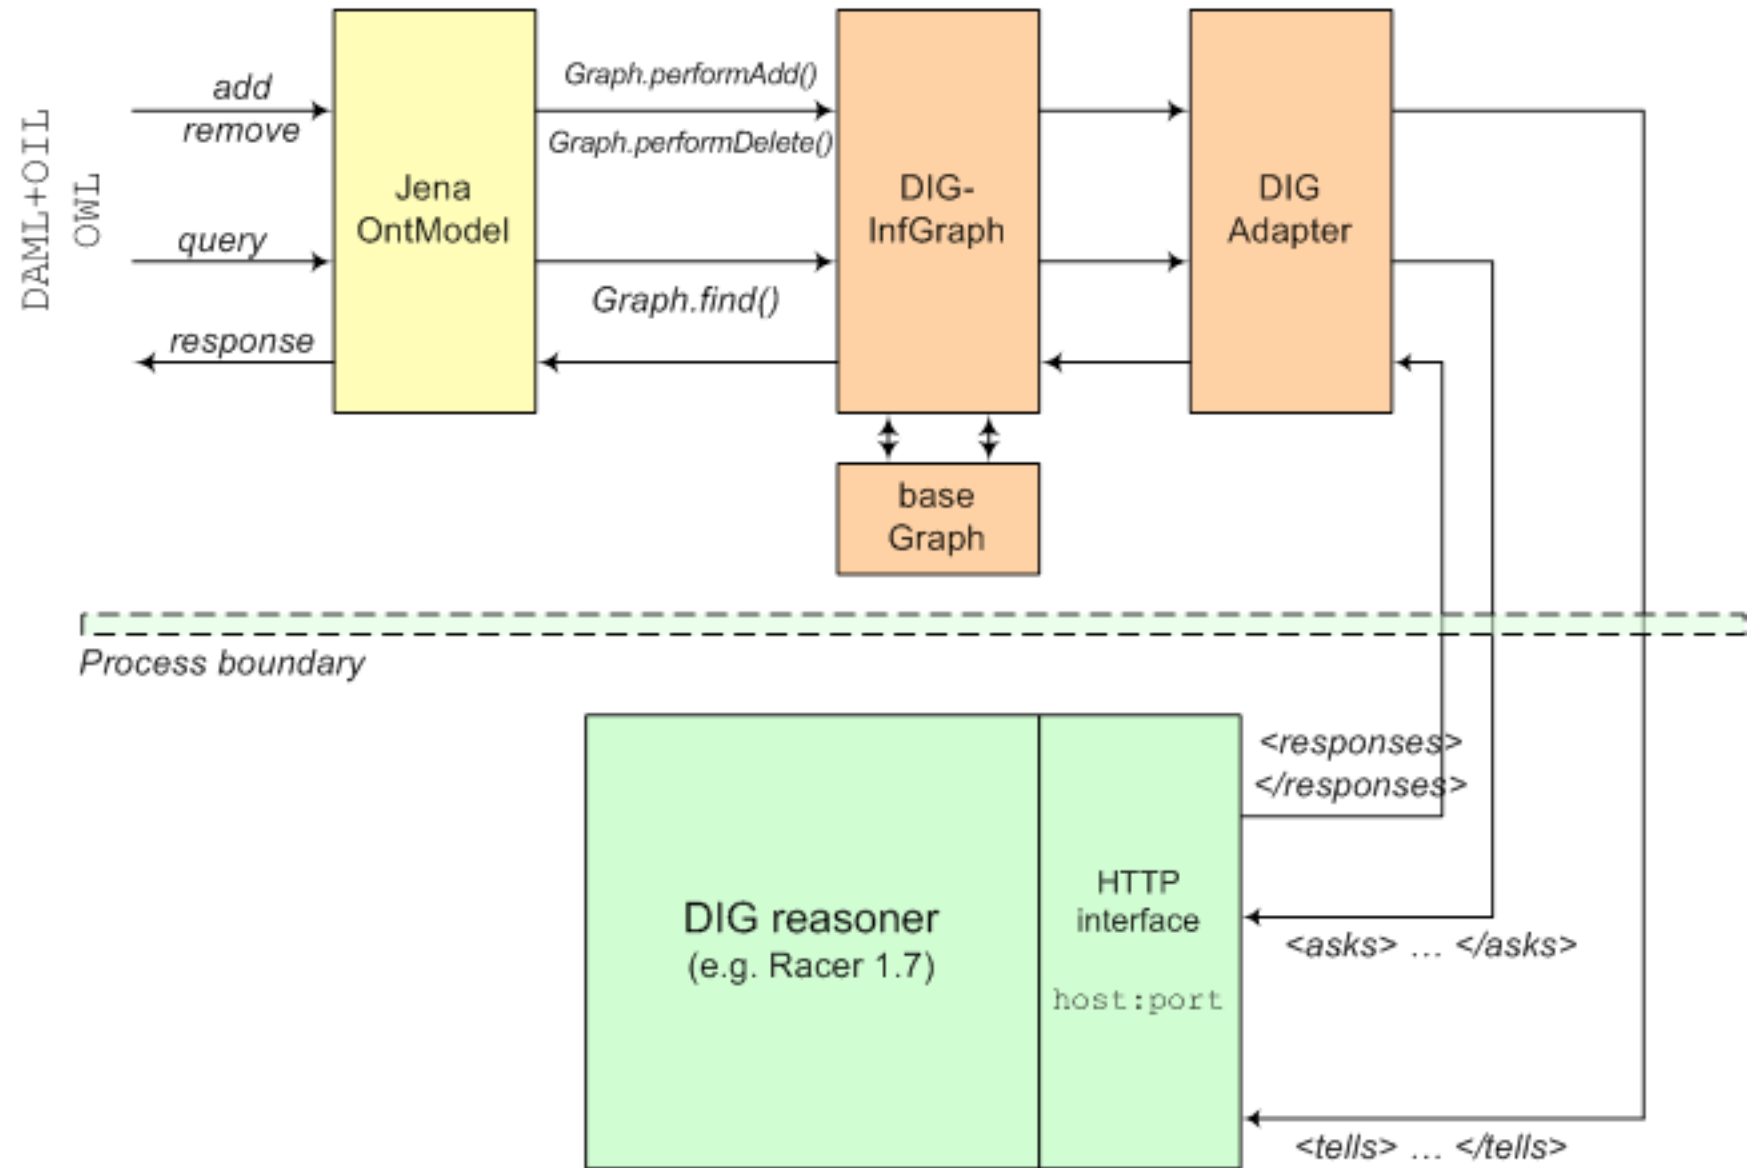 DAML+OIL
OWL
add
remove
query
response
Jena
OntModel
Graph.performAdd()
Graph.performDelete()
Graph.find()
DIG-
InfGraph
DIG
Adapter
base
Graph
Process boundary
DIG reasoner
(e.g. Racer 1.7)
HTTP
interface
host:port
<responses>
</responses>
<asks> ... </asks>
<tells> ... </tells>